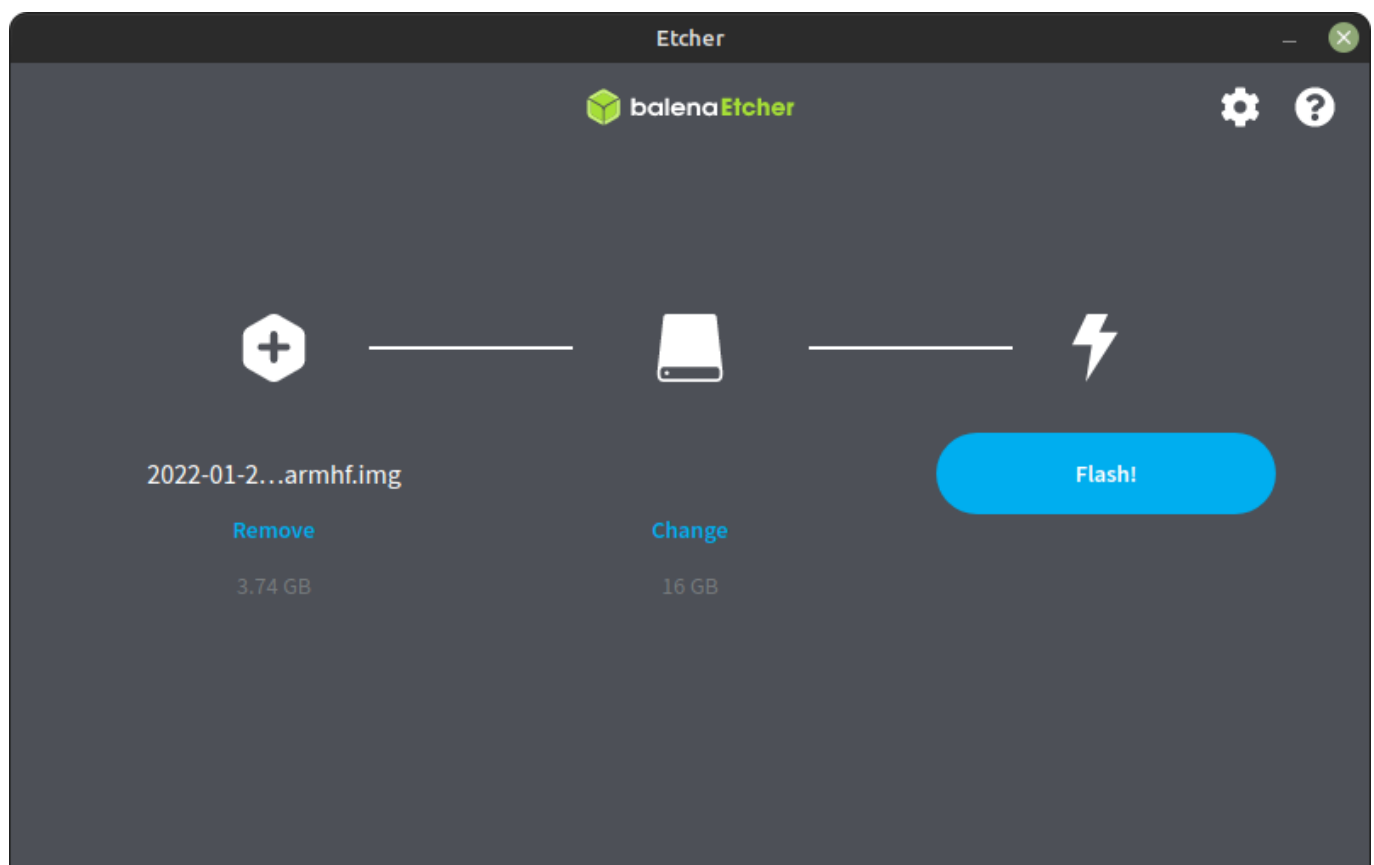 Etcher
balenaEtcher
2022-01-2...armhf.img
Flash!
Remove
Change
3.74 GB
16 GB